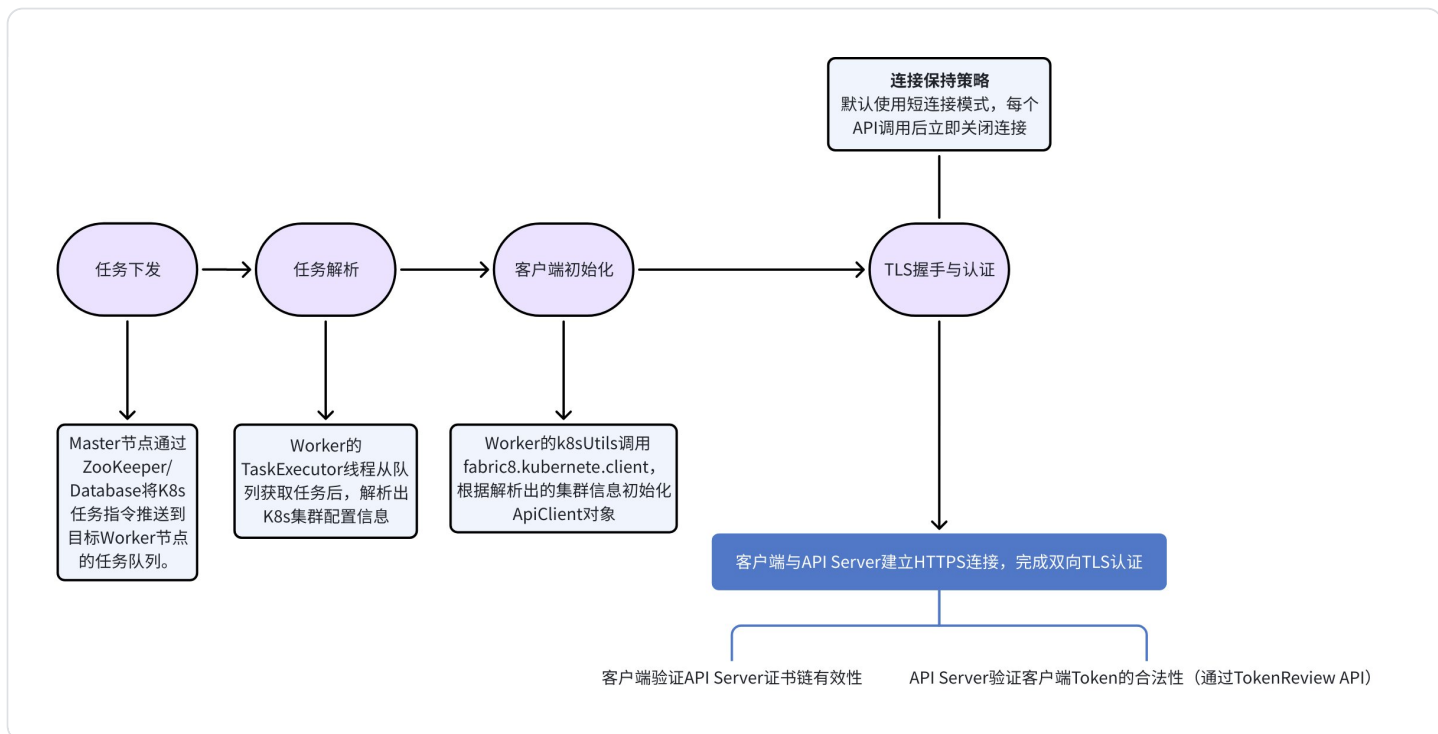 连接保持策略
默认使用短连接模式，每个
API调用后立即关闭连接
任务下发
任务解析
客户端初始化
TLS握手与认证
Master节点通过
ZooKeeper/
Database将K8s
任务指令推送到
目标Worker节点
的任务队列。
Worker的
TaskExecutor线程从队
列获取任务后，解析出
K8s集群配置信息
Worker的k8sUtils调用
fabric8.kubernete.client，
根据解析出的集群信息初始化
ApiClient对象
客户端与API Server建立HTTPS连接，完成双向TLS认证
客户端验证API Server证书链有效性
API Server验证客户端Token的合法性（通过TokenReview API）